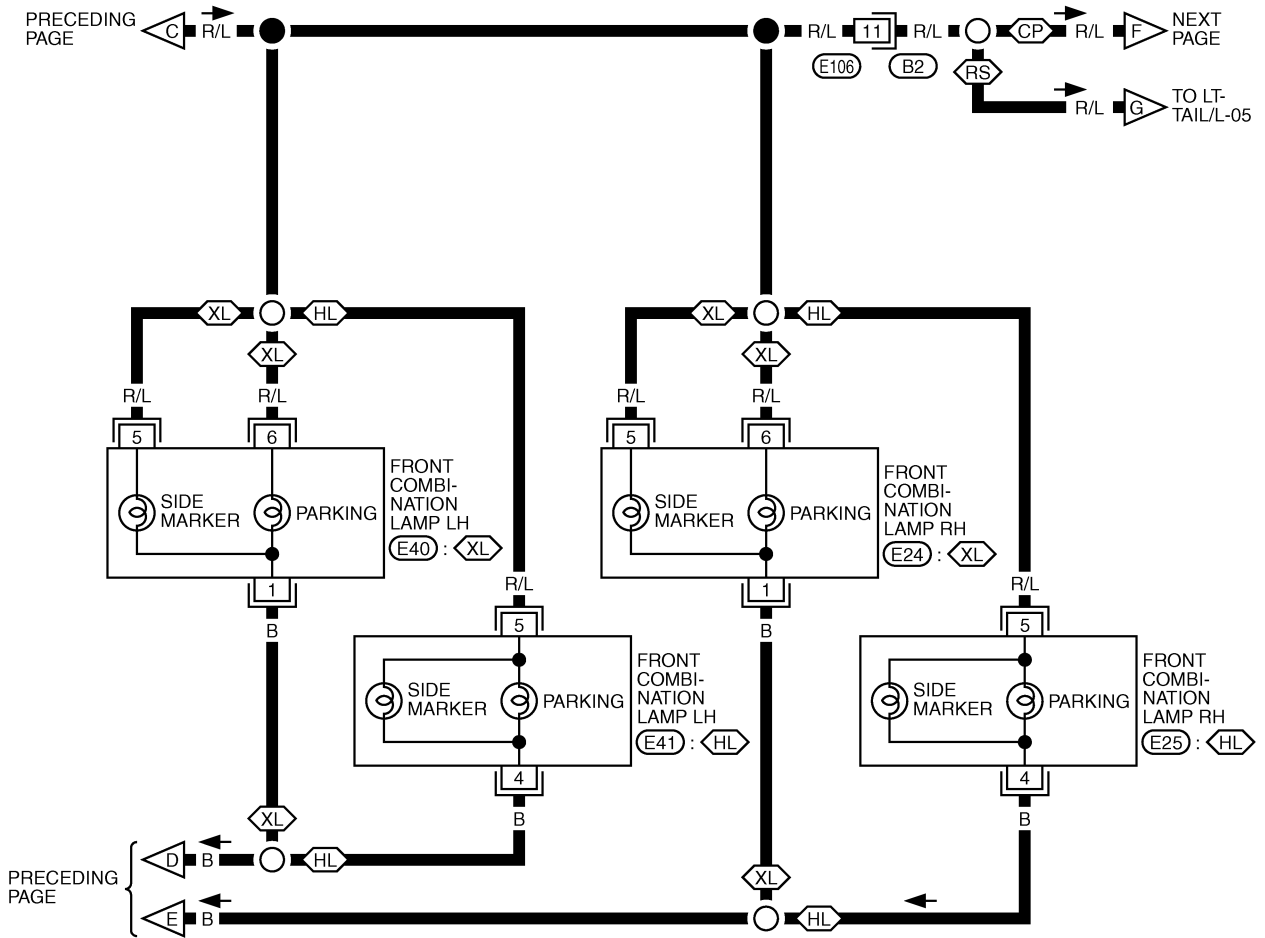 PRECEDING
PAGE
C
R/L
R/L
11
R/L
CP
R/L
F
NEXT
PAGE
E106
B2
RS
R/L
G
TO LT-
TAIL/L-05
XL
HL
XL
HL
XL
XL
R/L
R/L
R/L
R/L
5
6
5
6
SIDE
MARKER
PARKING
FRONT
COMBI-
NATION
LAMP LH
E40 : XL
SIDE
MARKER
PARKING
FRONT
COMBI-
NATION
LAMP RH
E24 : XL
1
R/L
1
R/L
B
5
B
5
SIDE
MARKER
PARKING
FRONT
COMBI-
NATION
LAMP LH
E41 : HL
SIDE
MARKER
PARKING
FRONT
COMBI-
NATION
LAMP RH
E25 : HL
4
4
XL
B
B
D
B
HL
PRECEDING
PAGE
XL
E
B
HL